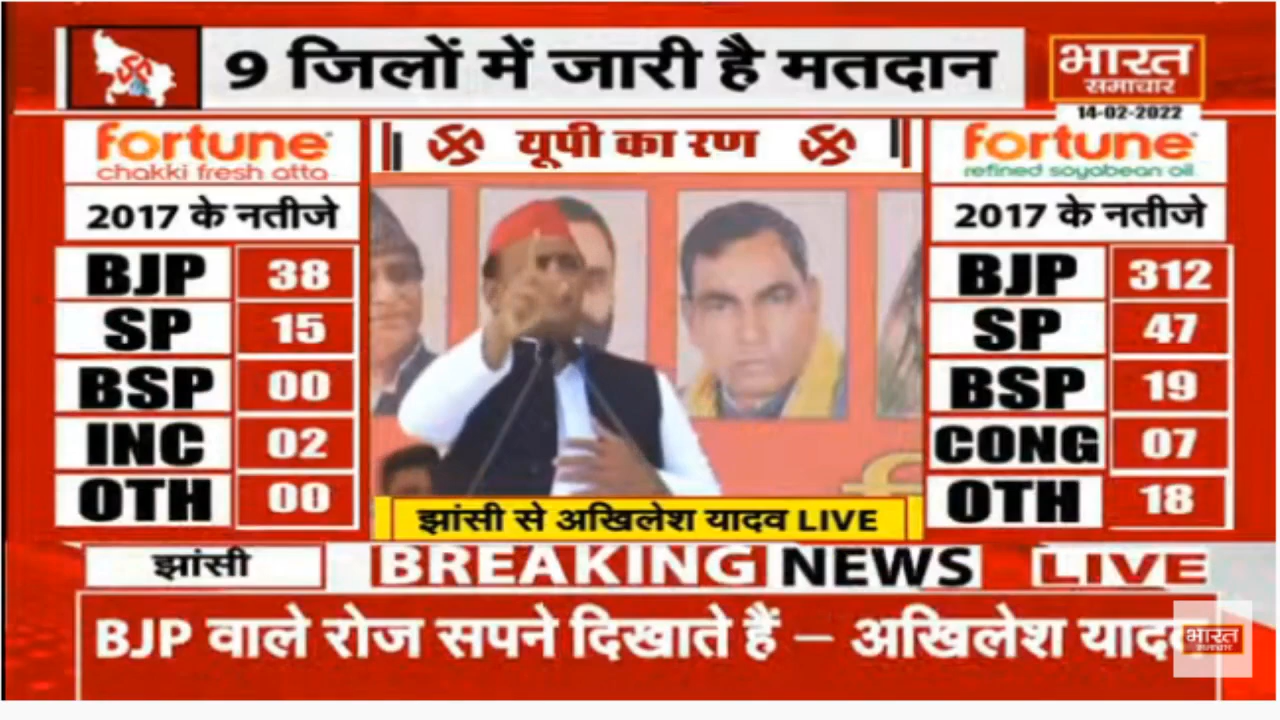 9 जिलों में जारी है मतदान
भारत
समाचार
14-02-2022
fortune
chakki fresh atta
2017 के नतीजे
BJP 38
SP 15
BSP 00
INC 02
OTH 00
यूपी का रण
झांसी से अखिलेश यादव LIVE
fortune
refined soyabean oil
2017 के नतीजे
BJP 312
SP 47
BSP 19
CONG 07
OTH 18
झांसी
BREAKING NEWS
LIVE
BJP वाले रोज सपने दिखाते हैं – अखिलेश यादव
भारत
समाचार